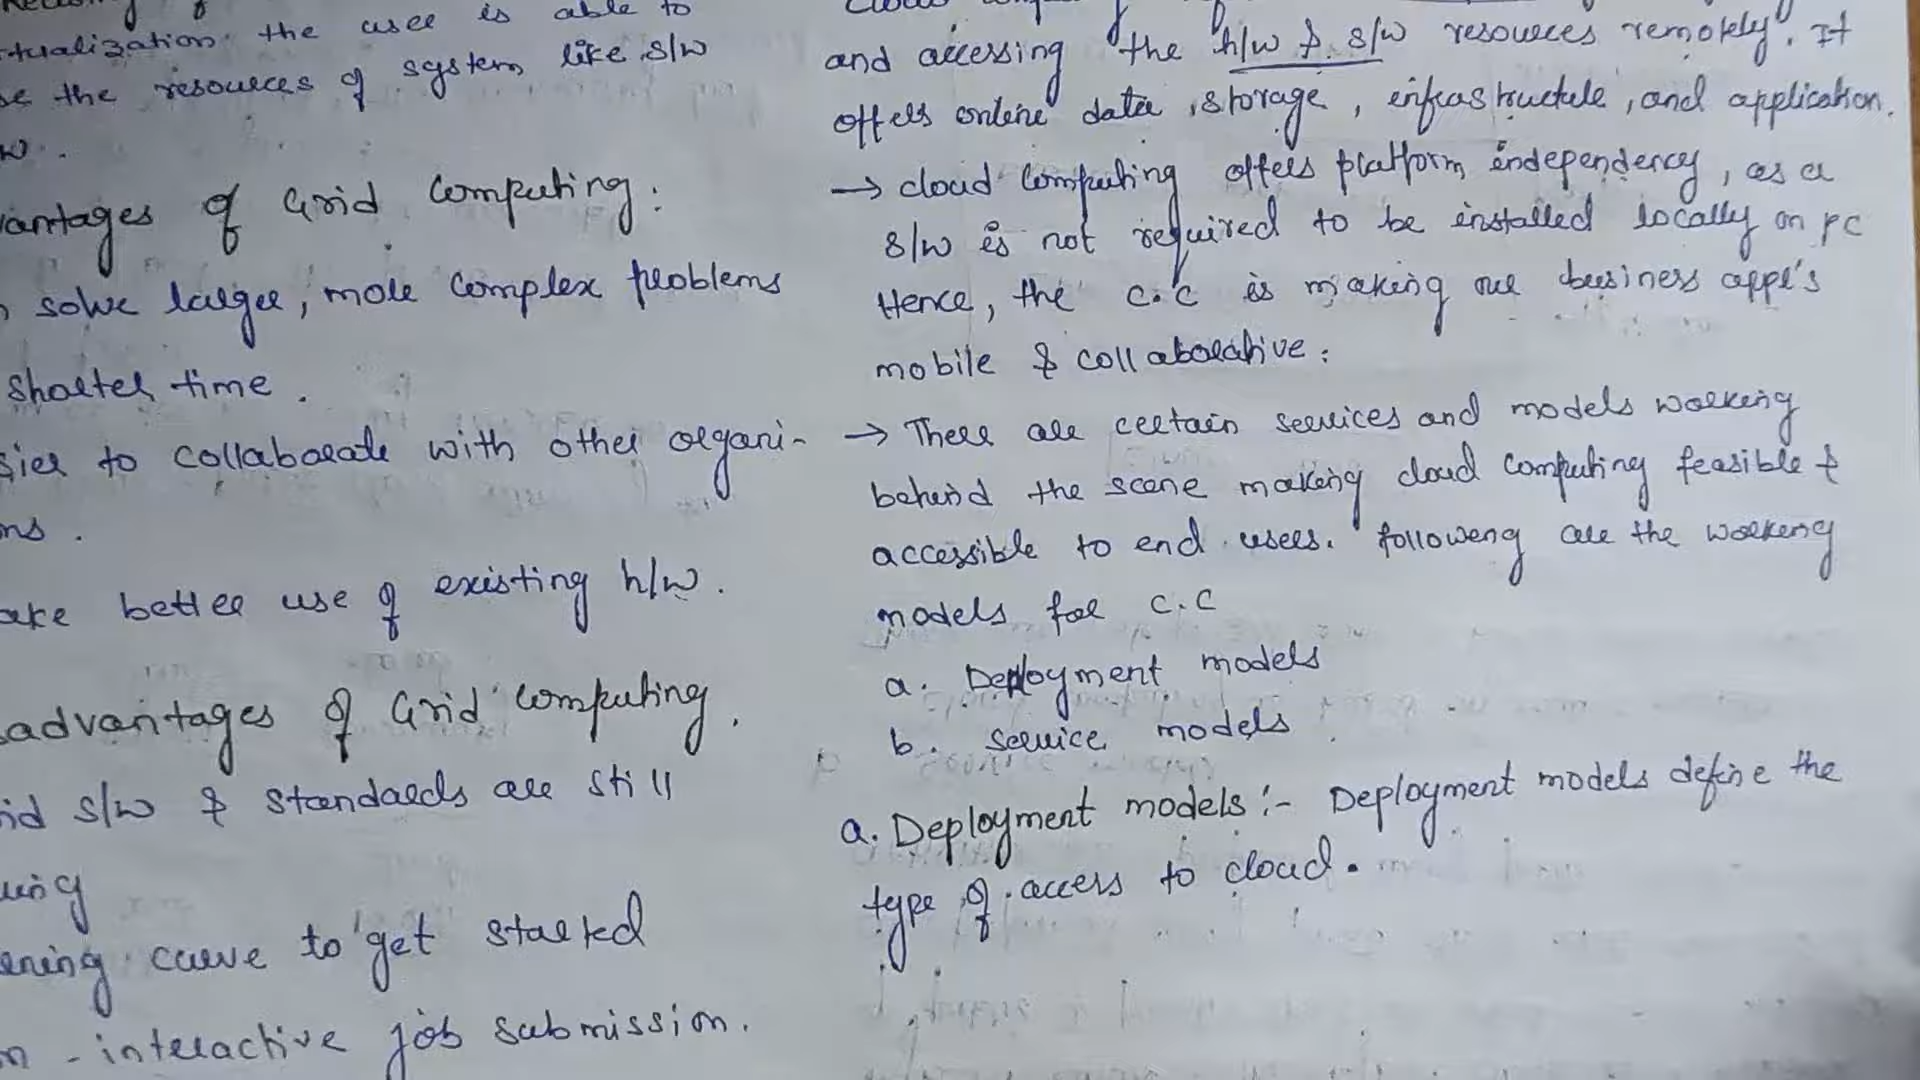 the user is able to
the resources of system like s/w
of Grid Computing:
solve larger, more complex problems
shorter time.
to collaborate with other organi-
better use of existing h/w.
of Grid computing.
s/w & standards are still
curve to get started
- interactive job submission.
and accessing the h/w & s/w resources remotely. It
offers online data, storage, infrastructure, and application.
→ cloud Computing offers platform independency, as a
s/w is not required to be installed locally on pc
Hence, the c.c is making our business appl's
mobile & collaborative.
→ There are certain services and models working
behind the scene making cloud computing feasible &
accessible to end users. following are the working
models for c.c
a. Deployment models
b. service models
a. Deployment models :- Deployment models define the
type of access to cloud.